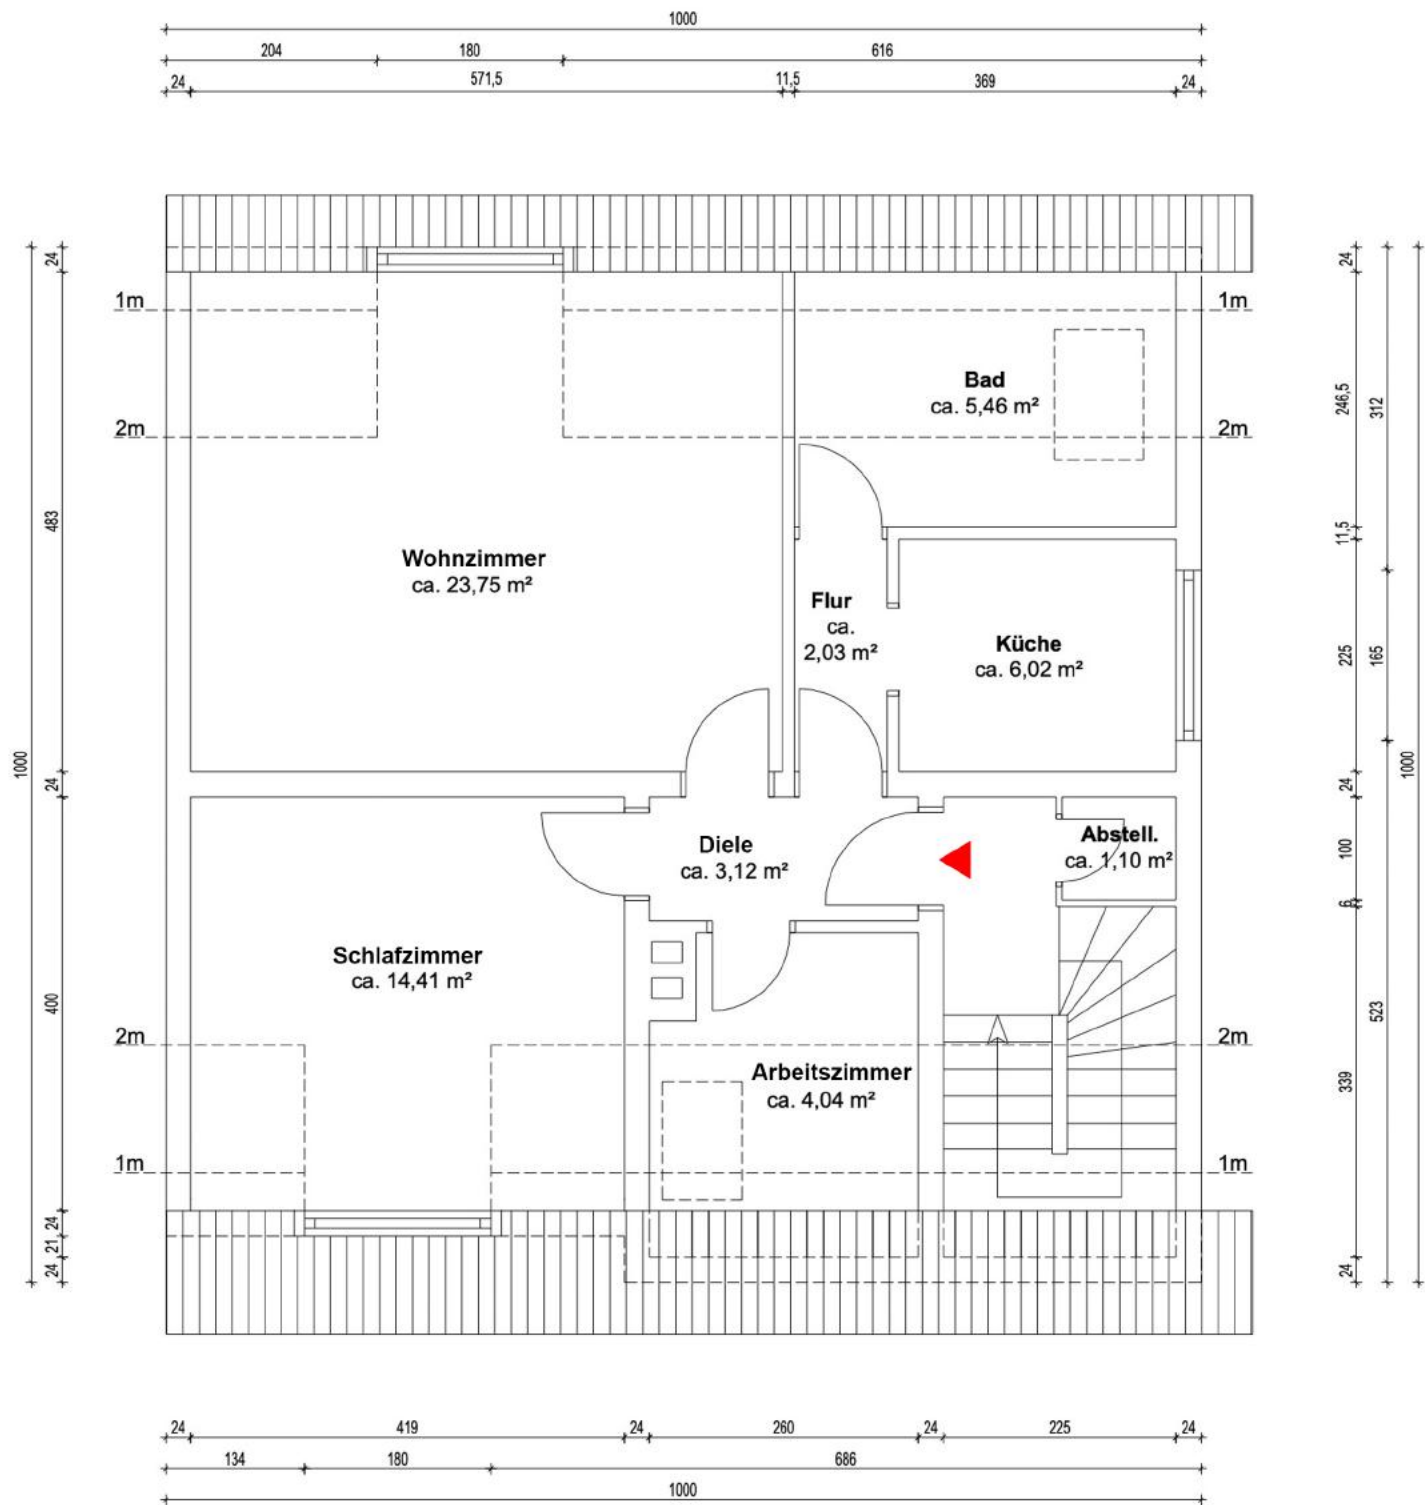 1000
204 180 616
24 571,5 11,5 369 24
1m 1m
Bad
ca. 5,46 m²
2m 2m
Wohnzimmer
ca. 23,75 m²
Flur
ca.
2,03 m²
Küche
ca. 6,02 m²
Diele
ca. 3,12 m²
Abstell.
ca. 1,10 m²
Schlafzimmer
ca. 14,41 m²
2m 2m
Arbeitszimmer
ca. 4,04 m²
1m 1m
1000
24
483
24
400
24
21
24
24
246,5
11,5
225
24
100
6
339
24
312
165
523
1000
24 419 24 260 24 225 24
134 180 686
1000